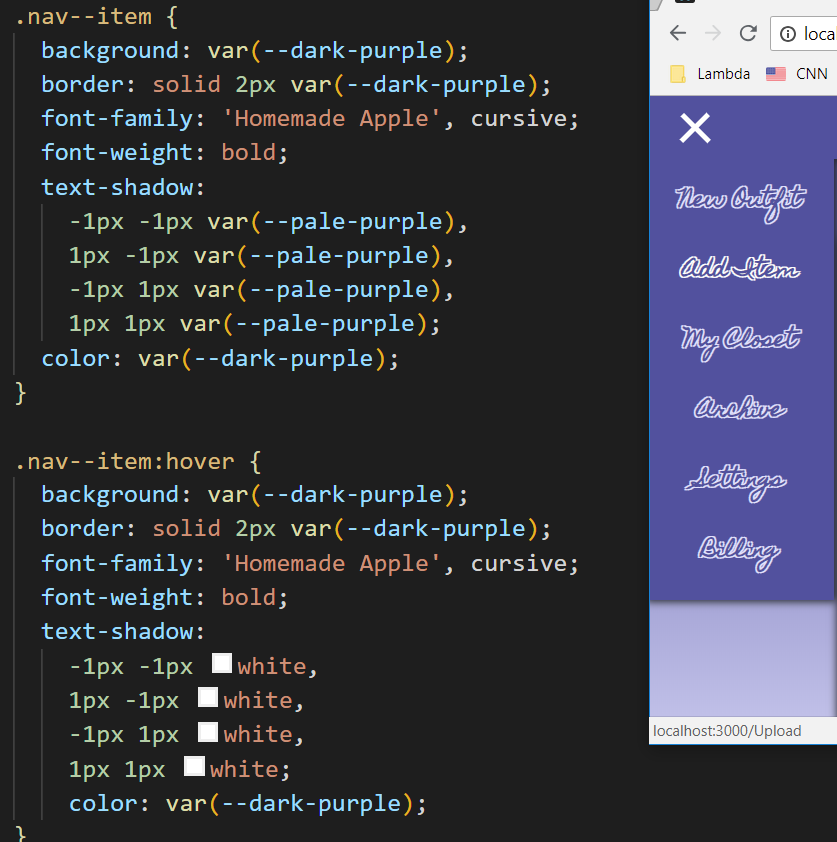 .nav--item {
background: var(--dark-purple);
border: solid 2px var(--dark-purple);
font-family: 'Homemade Apple', cursive;
font-weight: bold;
text-shadow:
-1px -1px var(--pale-purple),
1px -1px var(--pale-purple),
-1px 1px var(--pale-purple),
1px 1px var(--pale-purple);
color: var(--dark-purple);
}
.nav--item:hover {
background: var(--dark-purple);
border: solid 2px var(--dark-purple);
font-family: 'Homemade Apple', cursive;
font-weight: bold;
text-shadow:
-1px -1px white,
1px -1px white,
-1px 1px white,
1px 1px white;
color: var(--dark-purple);
}
loca
Lambda CNN
New Outfit
Add Item
My Closet
Archive
Settings
Billing
localhost:3000/Upload